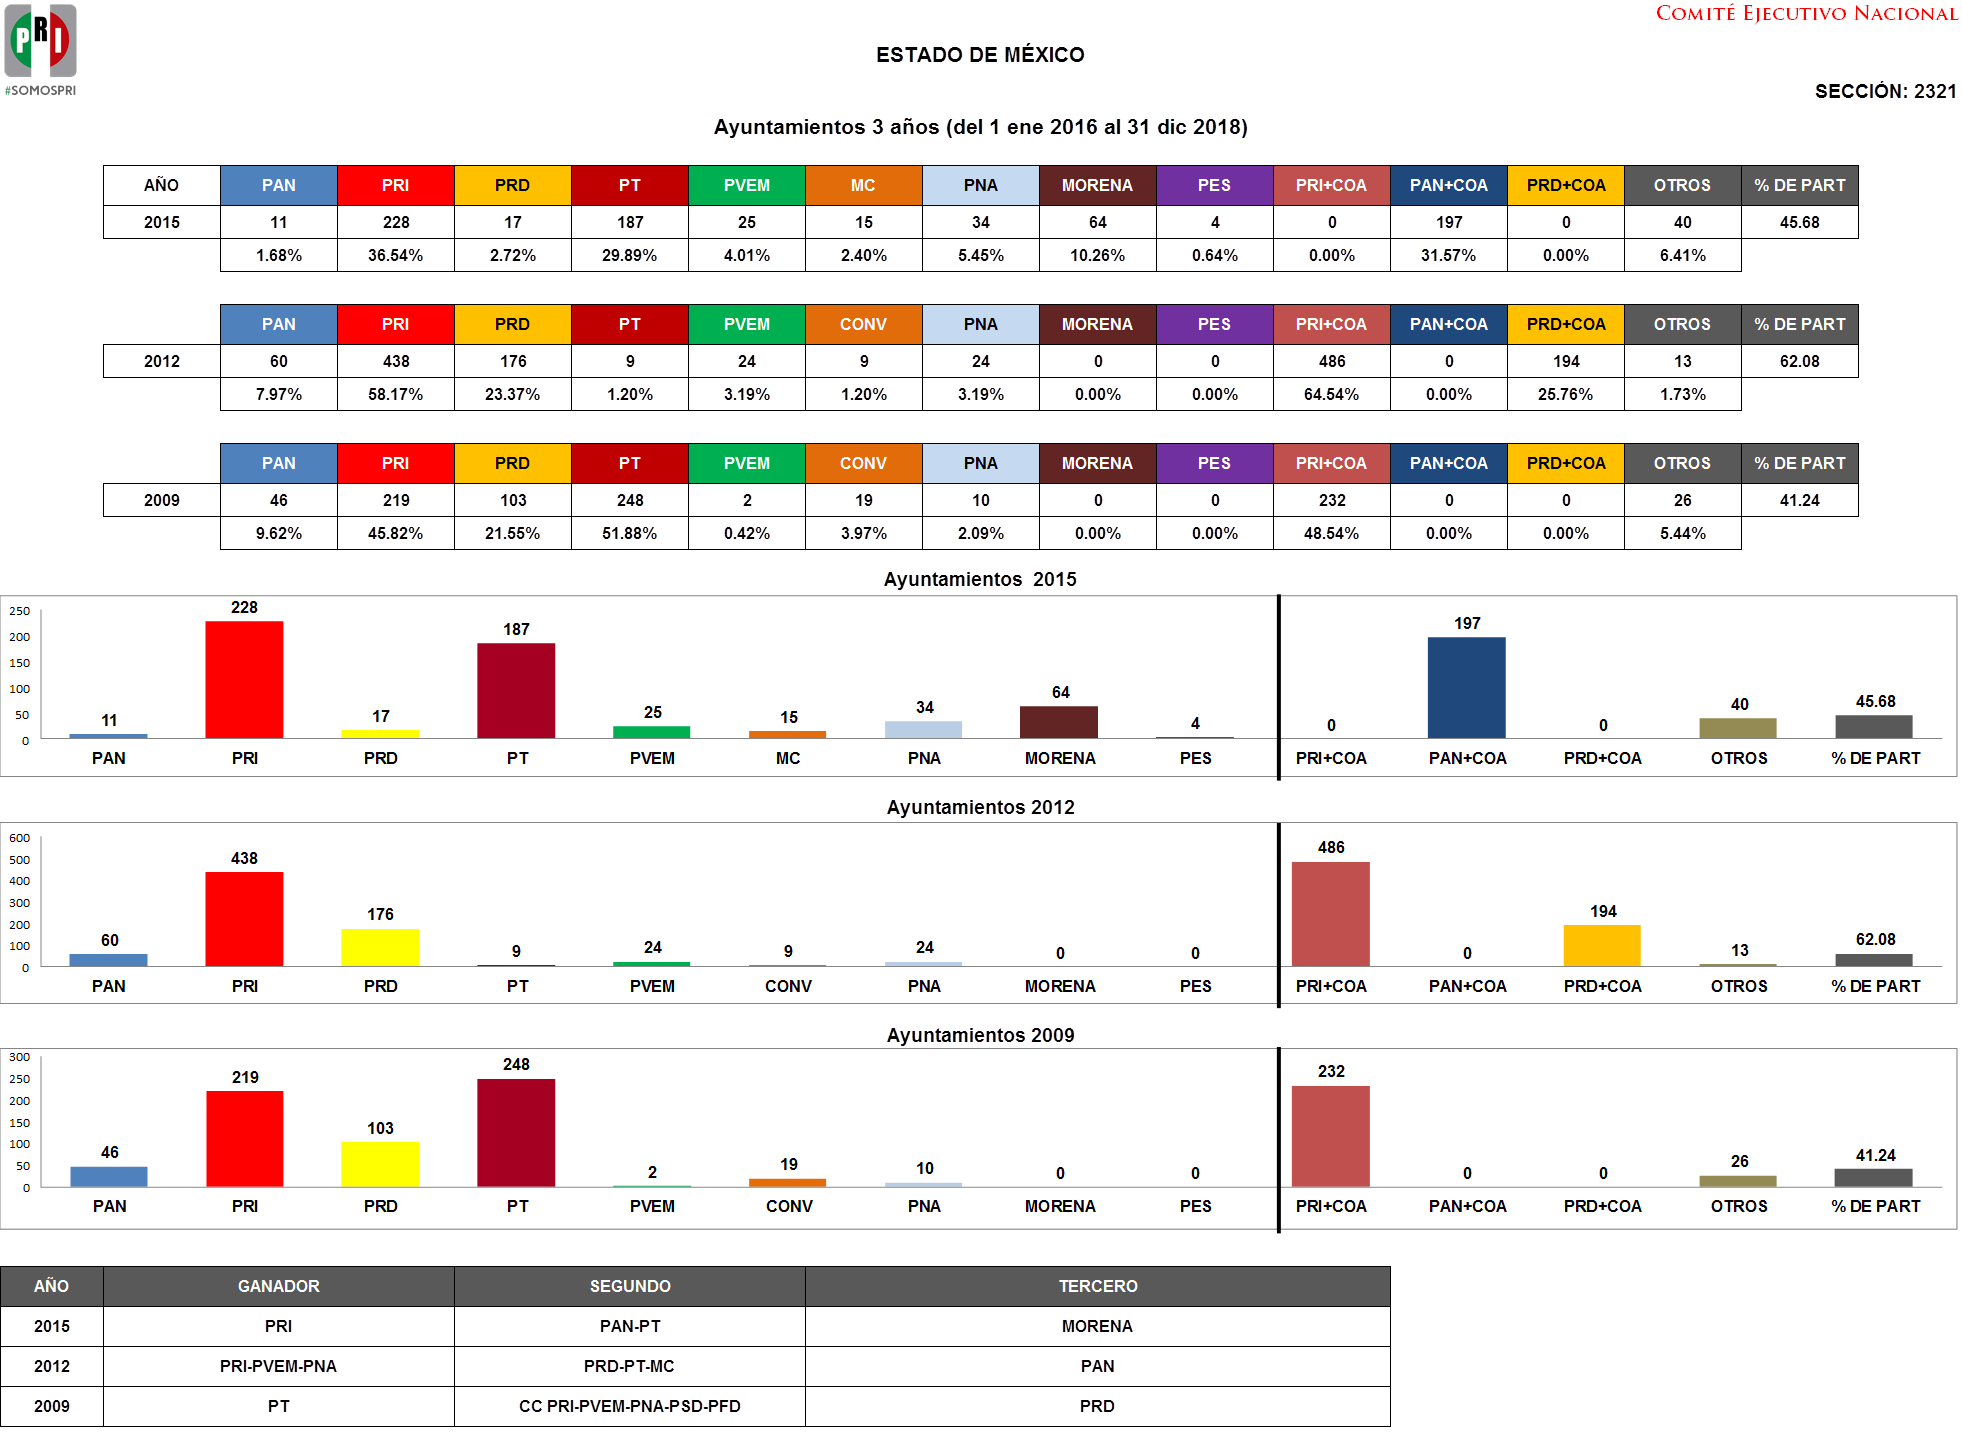 COMITÉ EJECUTIVO NACIONAL
PRI
#SOMOSPRI
ESTADO DE MÉXICO
SECCIÓN: 2321
Ayuntamientos 3 años (del 1 ene 2016 al 31 dic 2018)
AÑO PAN PRI PRD PT PVEM MC PNA MORENA PES PRI+COA PAN+COA PRD+COA OTROS % DE PART
2015 11 228 17 187 25 15 34 64 4 0 197 0 40 45.68
1.68% 36.54% 2.72% 29.89% 4.01% 2.40% 5.45% 10.26% 0.64% 0.00% 31.57% 0.00% 6.41%
PAN PRI PRD PT PVEM CONV PNA MORENA PES PRI+COA PAN+COA PRD+COA OTROS % DE PART
2012 60 438 176 9 24 9 24 0 0 486 0 194 13 62.08
7.97% 58.17% 23.37% 1.20% 3.19% 1.20% 3.19% 0.00% 0.00% 64.54% 0.00% 25.76% 1.73%
PAN PRI PRD PT PVEM CONV PNA MORENA PES PRI+COA PAN+COA PRD+COA OTROS % DE PART
2009 46 219 103 248 2 19 10 0 0 232 0 0 26 41.24
9.62% 45.82% 21.55% 51.88% 0.42% 3.97% 2.09% 0.00% 0.00% 48.54% 0.00% 0.00% 5.44%
Ayuntamientos 2015
250
200
150
100
50
0
11 228 17 187 25 15 34 64 4 0 197 0 40 45.68
PAN PRI PRD PT PVEM MC PNA MORENA PES PRI+COA PAN+COA PRD+COA OTROS % DE PART
Ayuntamientos 2012
600
500
400
300
200
100
0
60 438 176 9 24 9 24 0 0 486 0 194 13 62.08
PAN PRI PRD PT PVEM CONV PNA MORENA PES PRI+COA PAN+COA PRD+COA OTROS % DE PART
Ayuntamientos 2009
300
250
200
150
100
50
0
46 219 103 248 2 19 10 0 0 232 0 0 26 41.24
PAN PRI PRD PT PVEM CONV PNA MORENA PES PRI+COA PAN+COA PRD+COA OTROS % DE PART
AÑO GANADOR SEGUNDO TERCERO
2015 PRI PAN-PT MORENA
2012 PRI-PVEM-PNA PRD-PT-MC PAN
2009 PT CC PRI-PVEM-PNA-PSD-PFD PRD